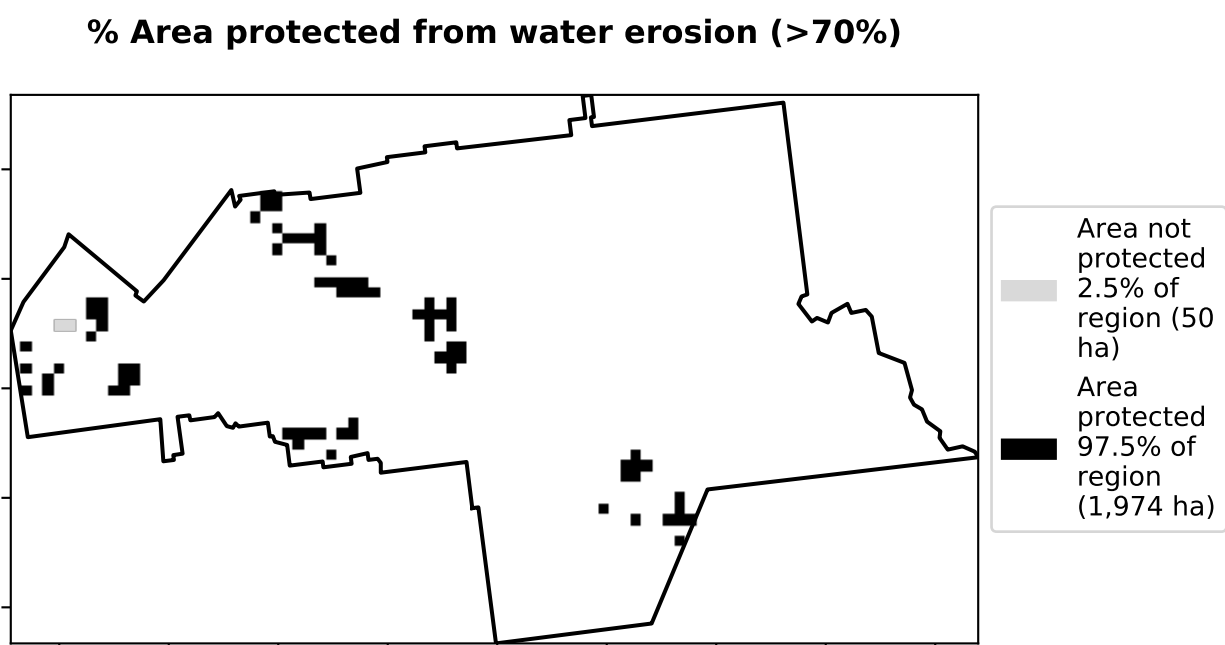 % Area protected from water erosion (>70%)
Area not
protected
2.5% of
region (50
ha)
Area
protected
97.5% of
region
(1,974 ha)